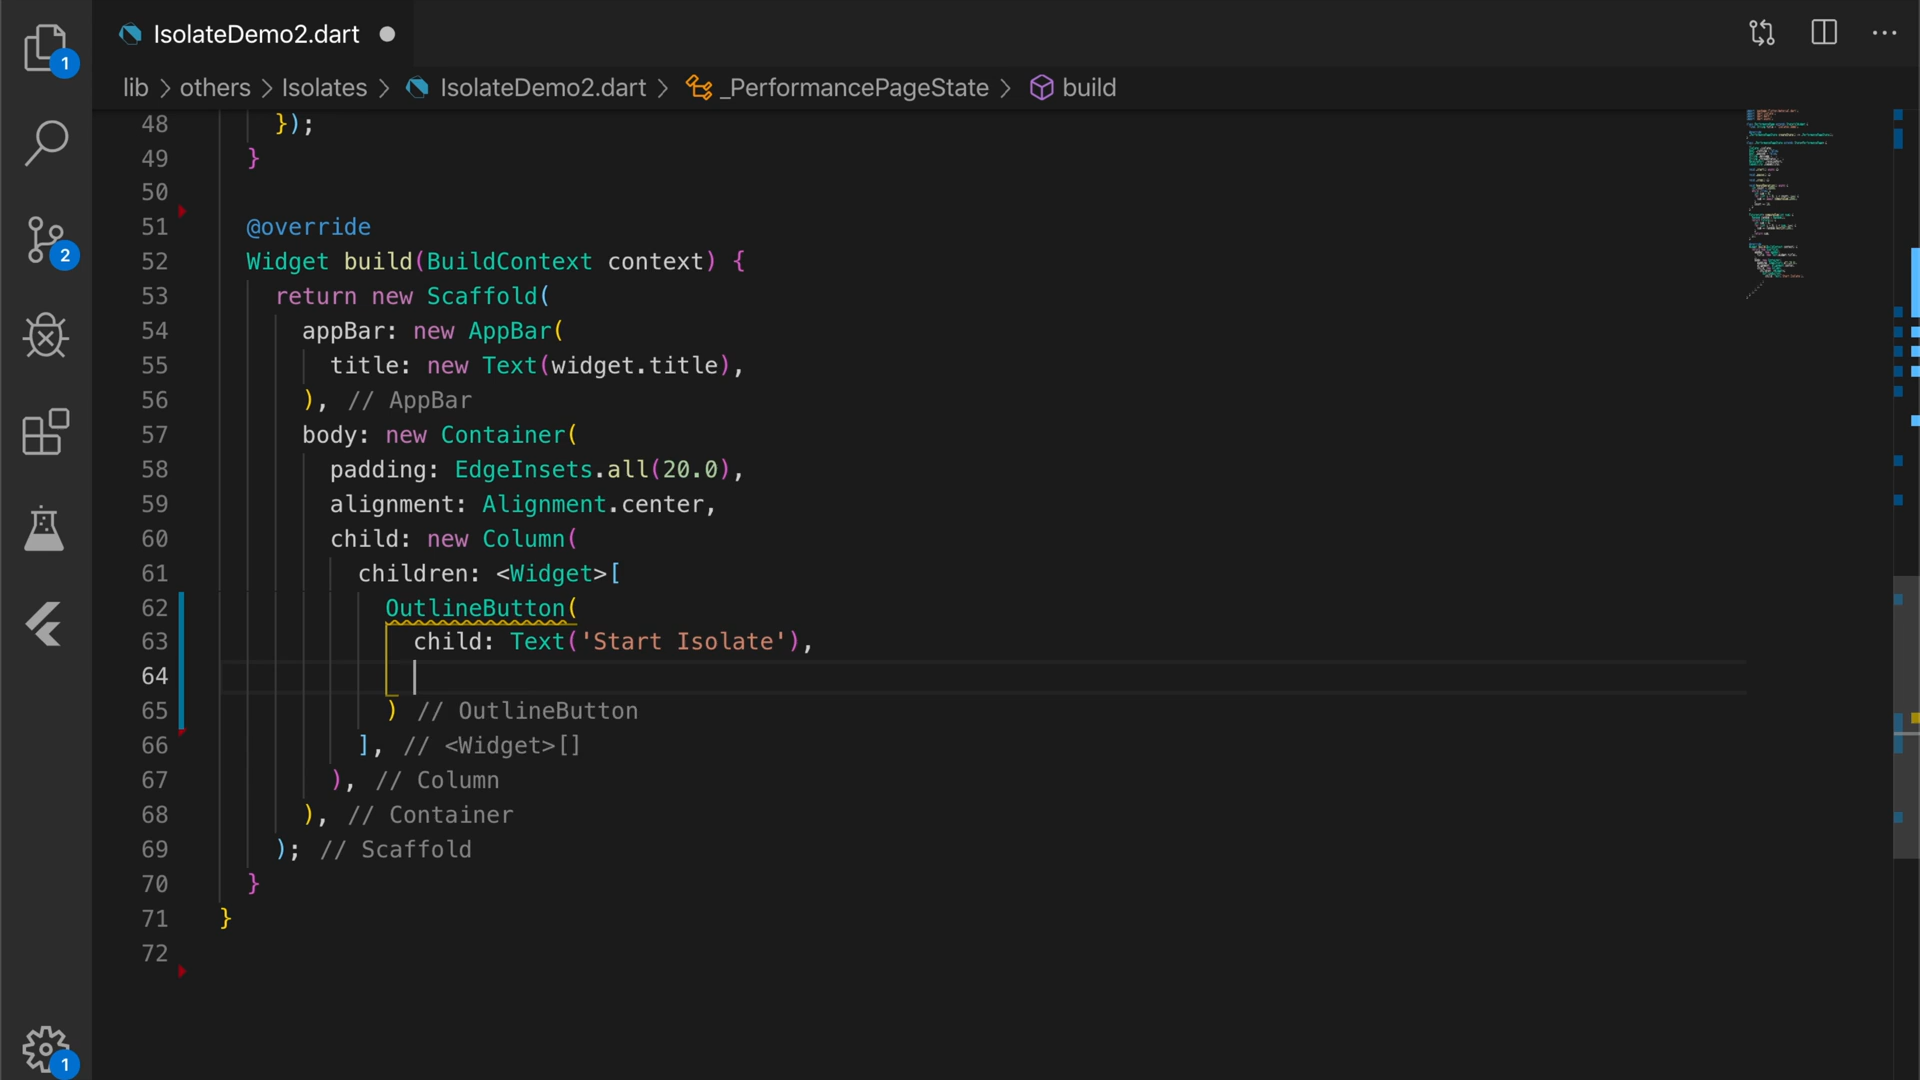 IsolateDemo2.dart
lib > others > Isolates > IsolateDemo2.dart > _PerformancePageState > build
1
2
1
48 });
49 }
50
51 @override
52 Widget build(BuildContext context) {
53 return new Scaffold(
54 appBar: new AppBar(
55 title: new Text(widget.title),
56 ), // AppBar
57 body: new Container(
58 padding: EdgeInsets.all(20.0),
59 alignment: Alignment.center,
60 child: new Column(
61 children: <Widget>[
62 OutlineButton(
63 child: Text('Start Isolate'),
64
65 ) // OutlineButton
66 ], // <Widget>[]
67 ), // Column
68 ), // Container
69 ); // Scaffold
70 }
71 }
72